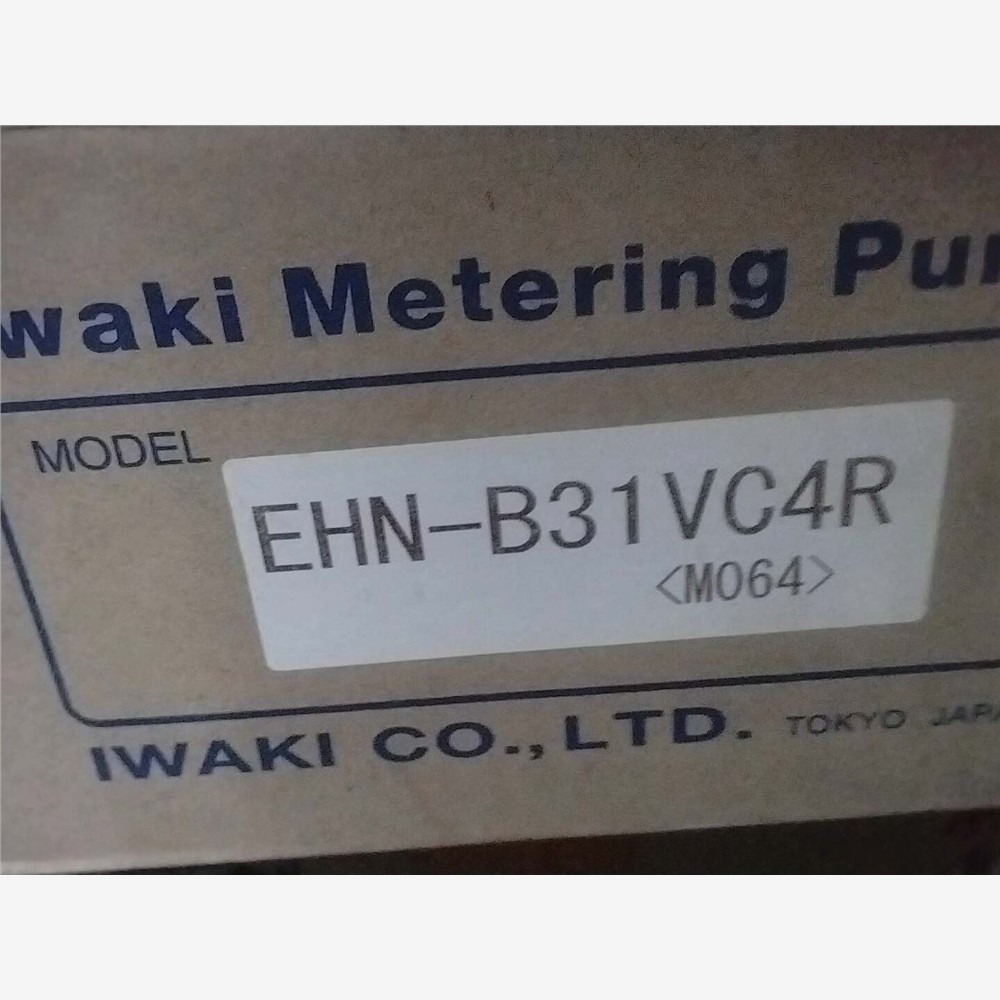 waki Metering Pu
MODEL
EHN-B31VC4R
<M064>
IWAKI CO., LTD. TOKYO JAPA